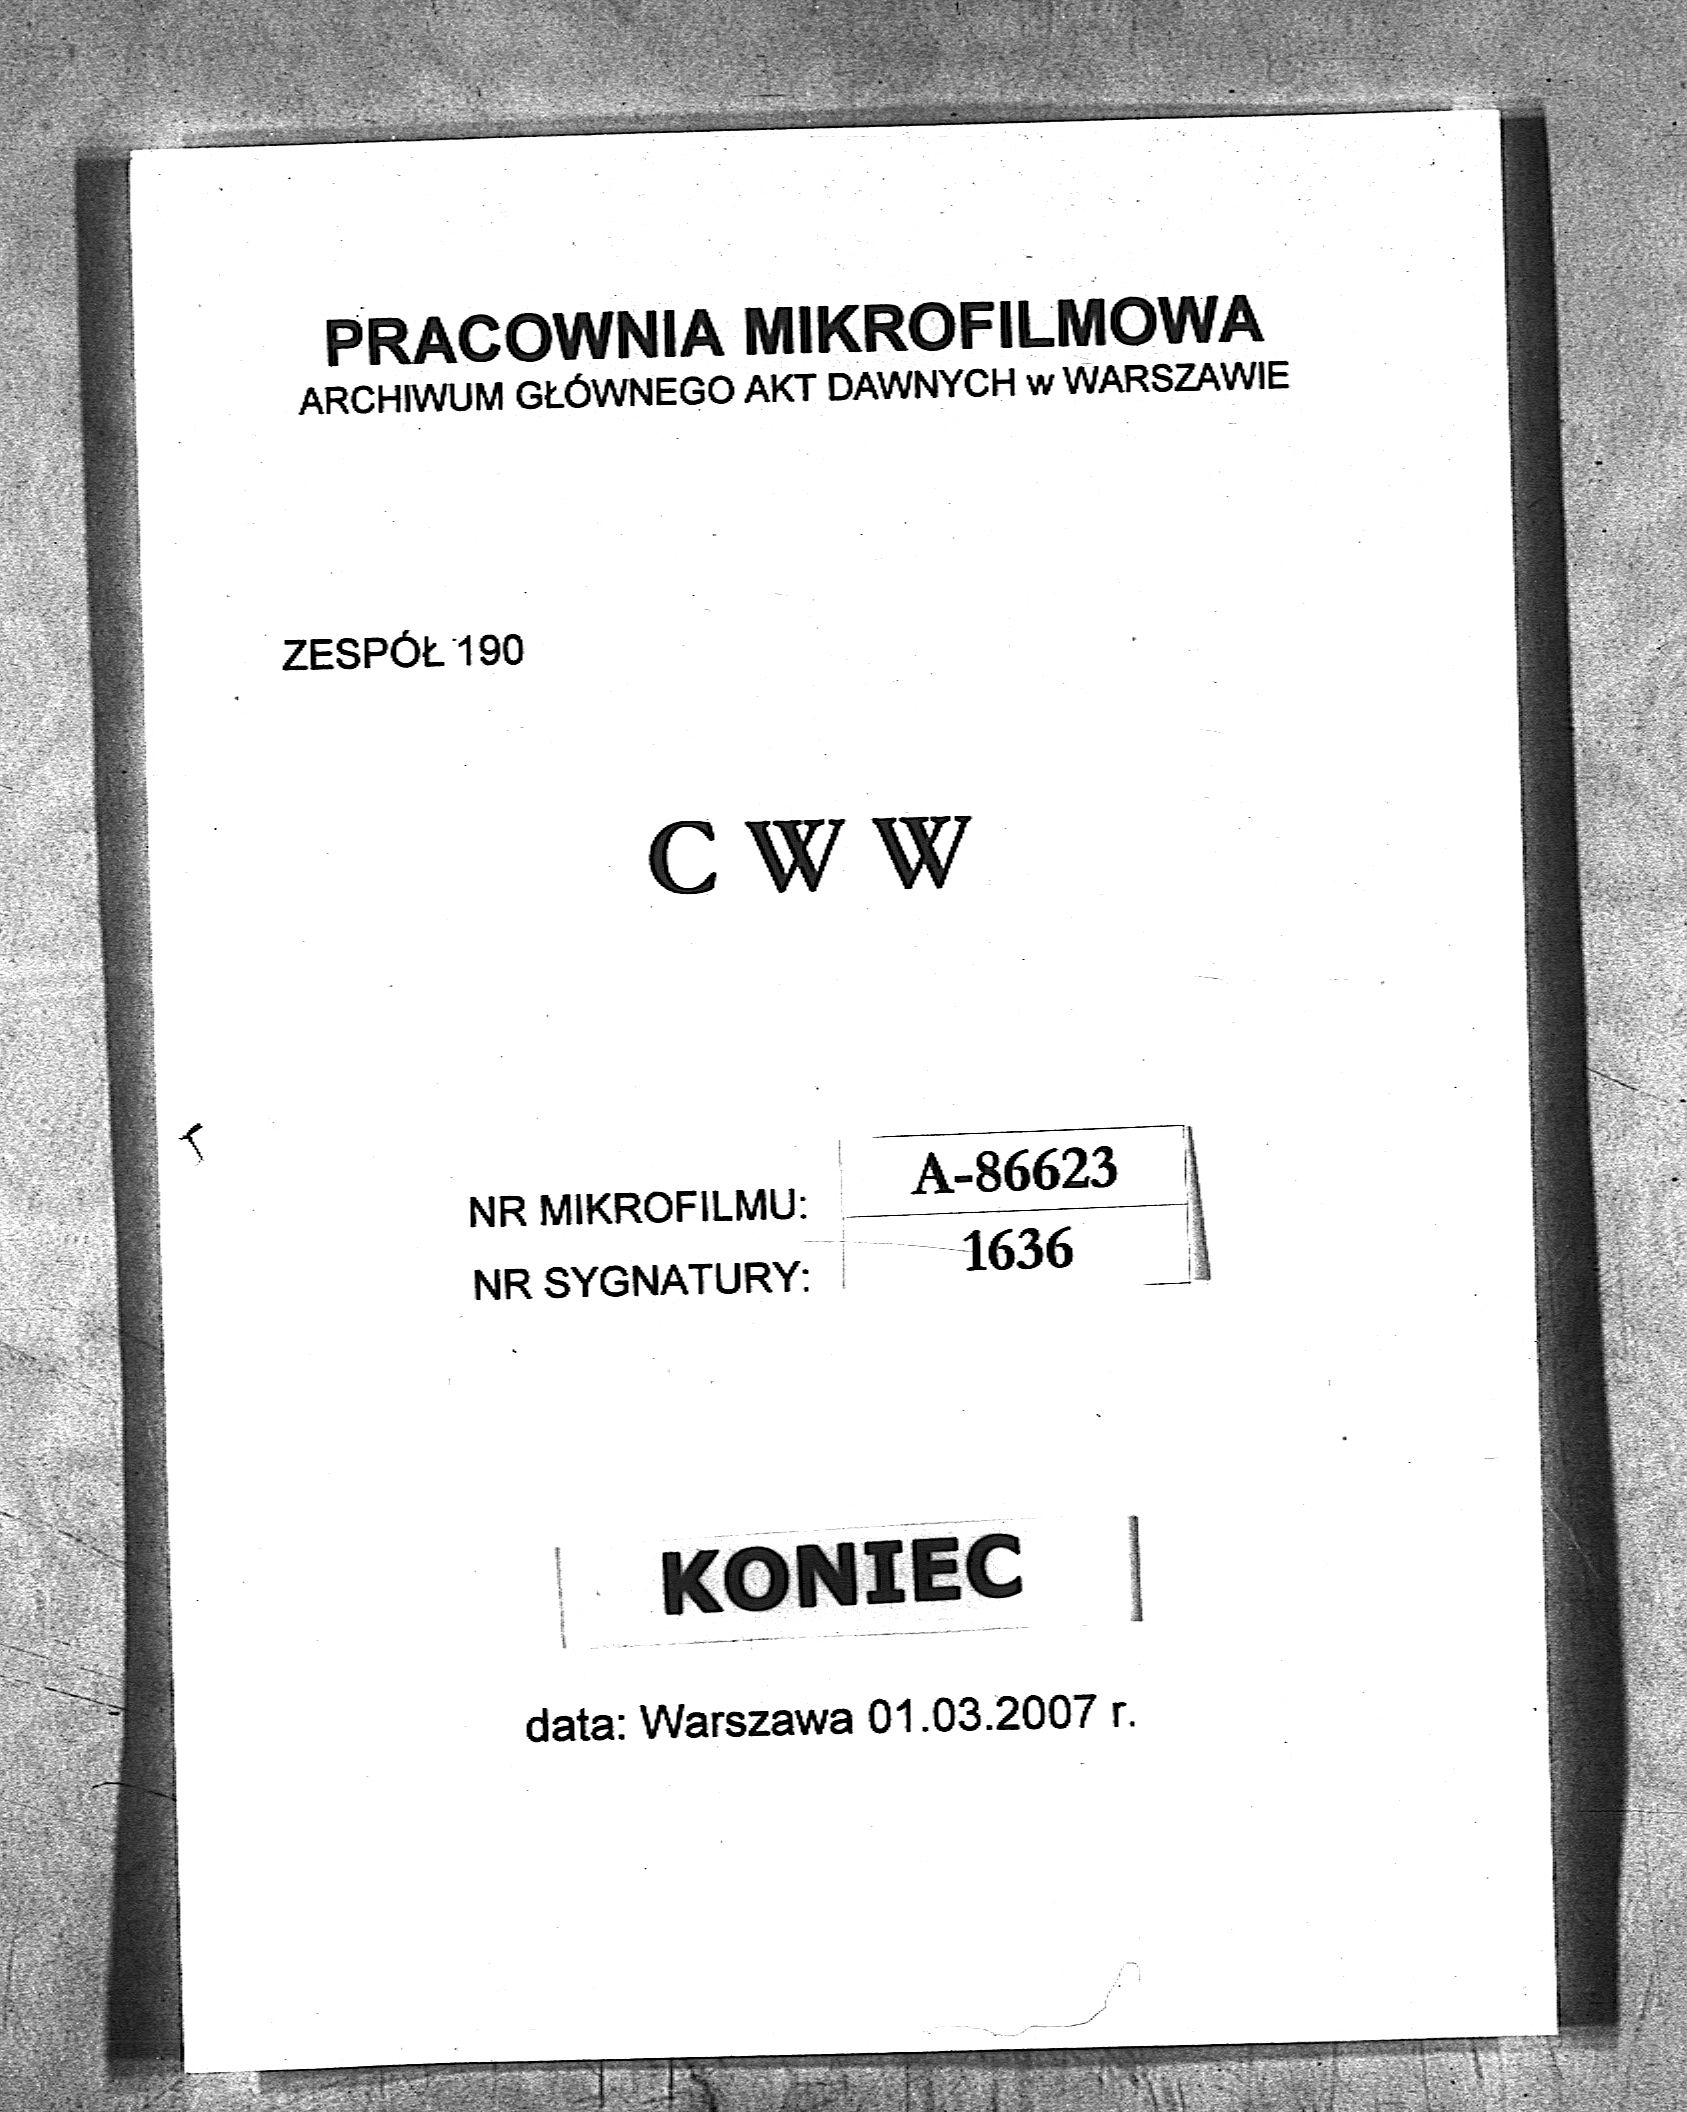 PRACOWNIA MIKROFILMOWA
ARCHIWUM GŁÓWNEGO AKT DAWNYCH w WARSZAWIE
ZESPÓŁ 190
C W W
NR MIKROFILMU: A-86623
NR SYGNATURY: 1636
KONIEC
data: Warszawa 01.03.2007 r.